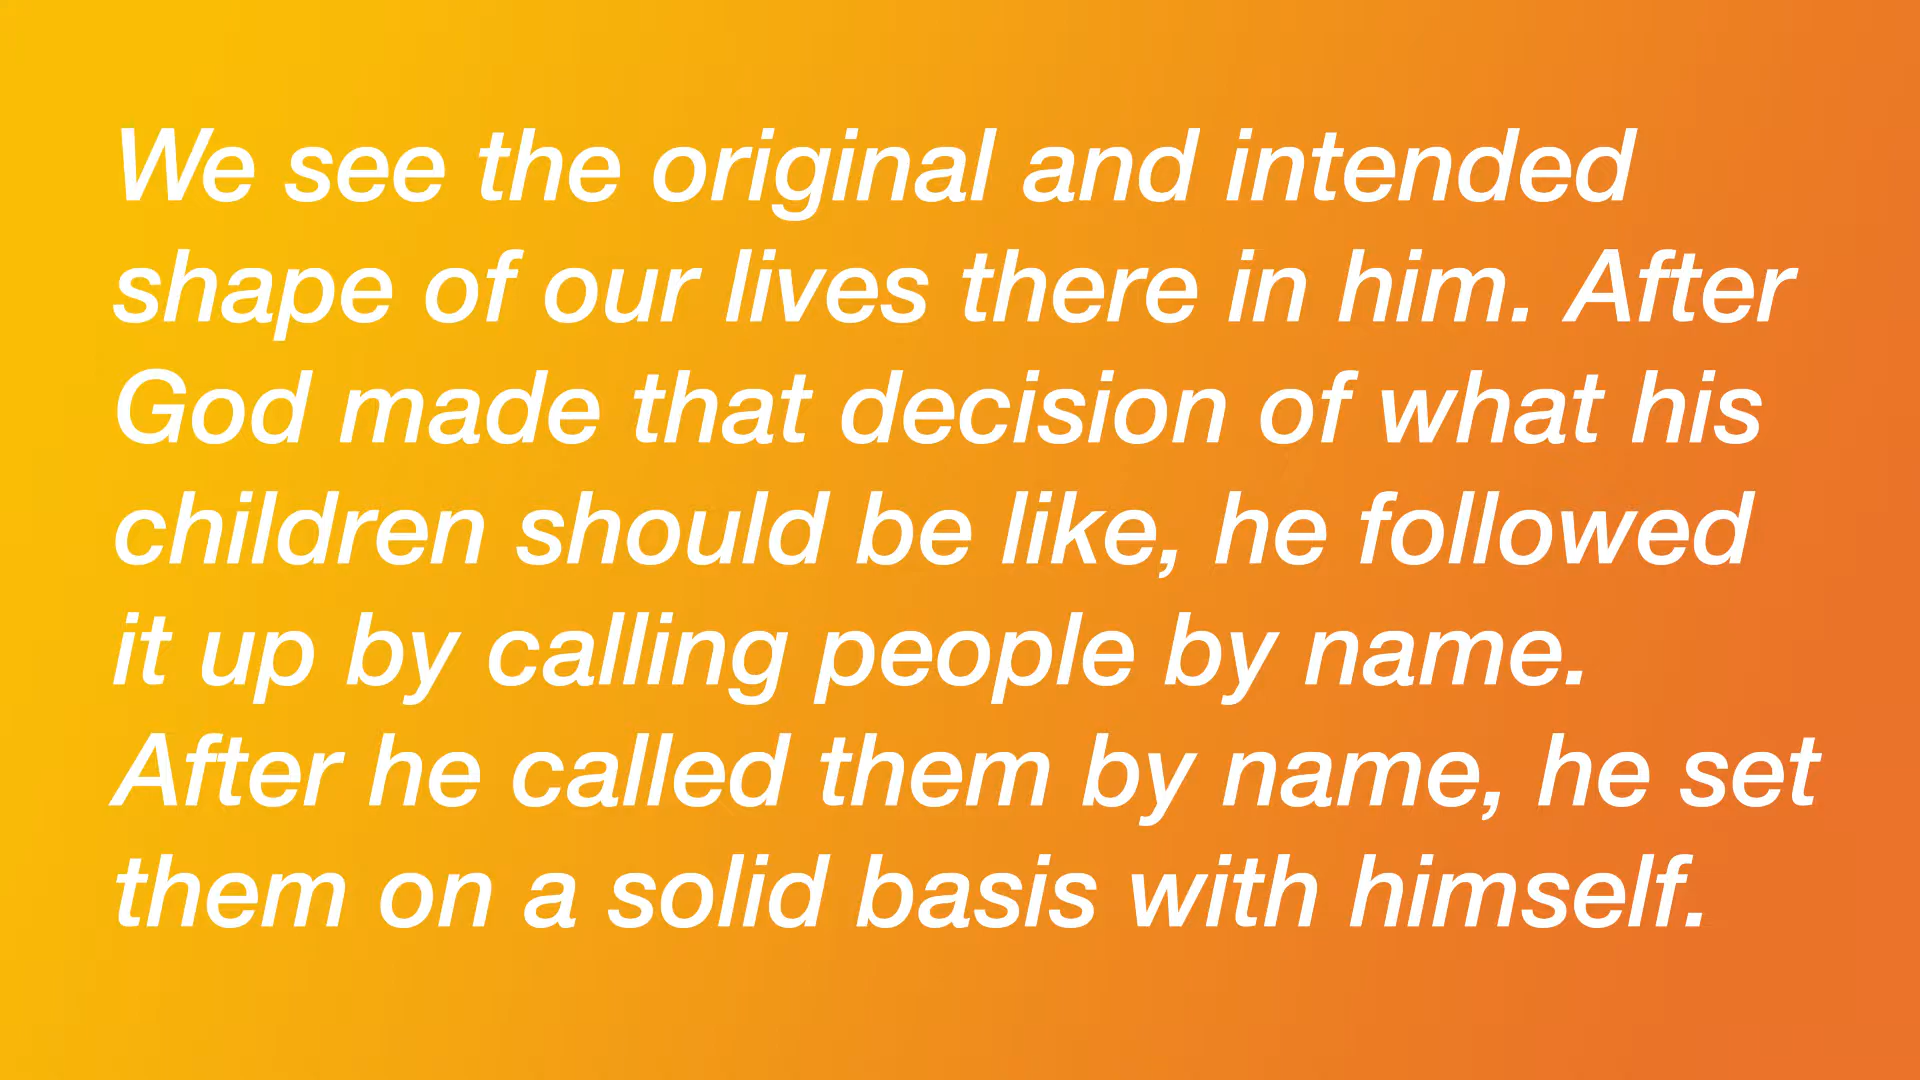 We see the original and intended
shape of our lives there in him. After
God made that decision of what his
children should be like, he followed
it up by calling people by name.
After he called them by name, he set
them on a solid basis with himself.